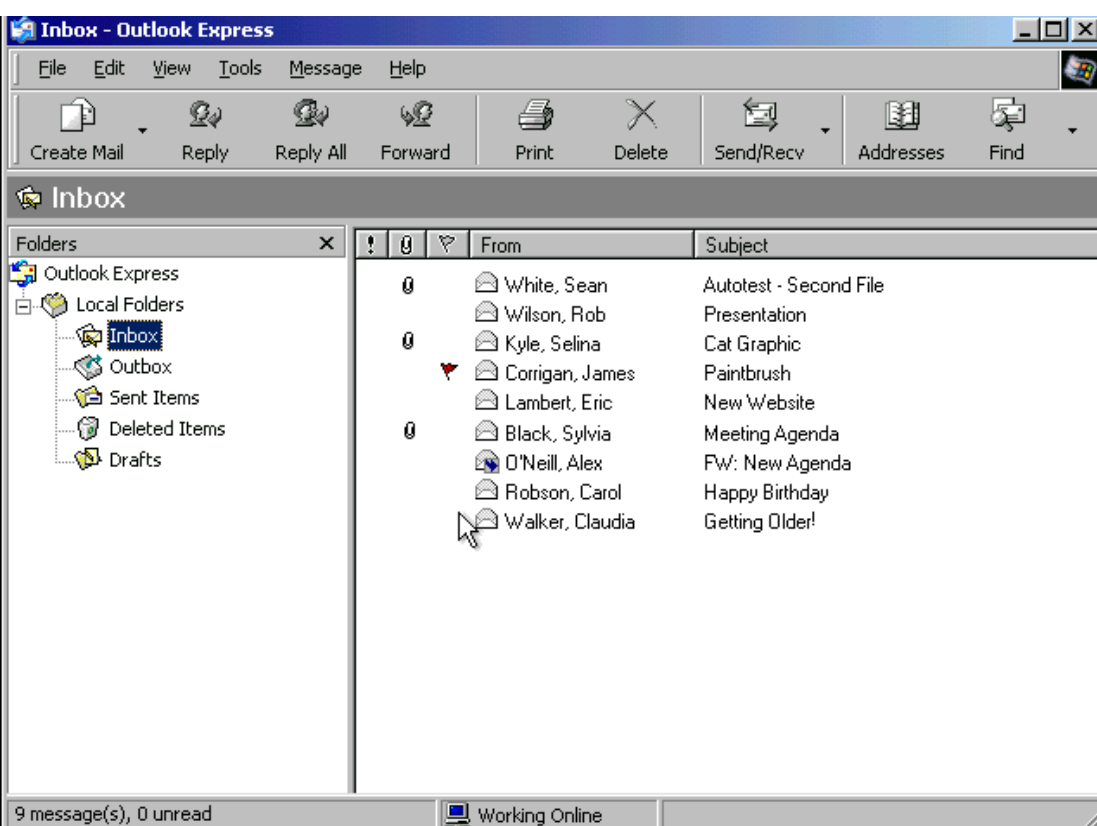 Inbox - Outlook Express
File Edit View Tools Message Help
Create Mail Reply Reply All Forward Print Delete Send/Recv Addresses Find
Inbox
Folders
Outlook Express
Local Folders
Inbox
Outbox
Sent Items
Deleted Items
Drafts
! From Subject
White, Sean Autotest - Second File
Wilson, Rob Presentation
Kyle, Selina Cat Graphic
Corrigan, James Paintbrush
Lambert, Eric New Website
Black, Sylvia Meeting Agenda
O'Neill, Alex FW: New Agenda
Robson, Carol Happy Birthday
Walker, Claudia Getting Older!
9 message(s), 0 unread Working Online